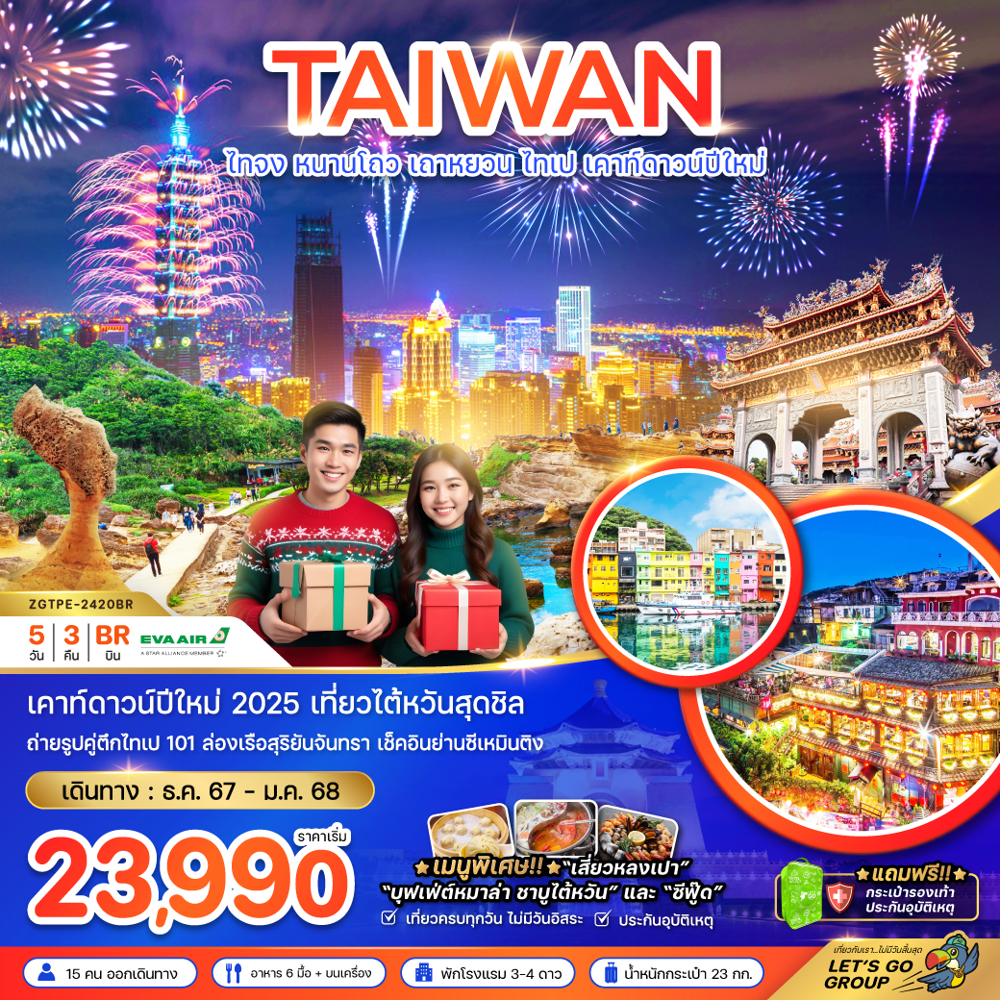 TAIWAN
ไทจง หนานโถว เถาหยวน ไทเป เคาท์ดาวน์ปีใหม่
ZGTPE-2420BR
5 วัน
3 คืน
BR บิน
EVA AIR
A STAR ALLIANCE MEMBER
เคาท์ดาวน์ปีใหม่ 2025 เที่ยวไต้หวันสุดชิล
ถ่ายรูปคู่ตึกไทเป 101 ล่องเรือสุริยันจันทรา เช็คอินย่านซีเหมินติง
เดินทาง : ธ.ค. 67 - ม.ค. 68
ราคาเริ่ม
23,990
เมนูพิเศษ!! "เสี่ยวหลงเปา"
"บุฟเฟ่ต์หมาล่า ชาบูไต้หวัน" และ "ซีฟู๊ด"
เที่ยวครบทุกวัน ไม่มีวันอิสระ
ประกันอุบัติเหตุ
แถมฟรี!!
กระเป๋ารองเท้า
ประกันอุบัติเหตุ
15 คน ออกเดินทาง
อาหาร 6 มื้อ + บนเครื่อง
พักโรงแรม 3-4 ดาว
น้ำหนักกระเป๋า 23 กก.
เที่ยวกับเรา...ไม่มีวันสิ้นสุด
LET'S GO
GROUP